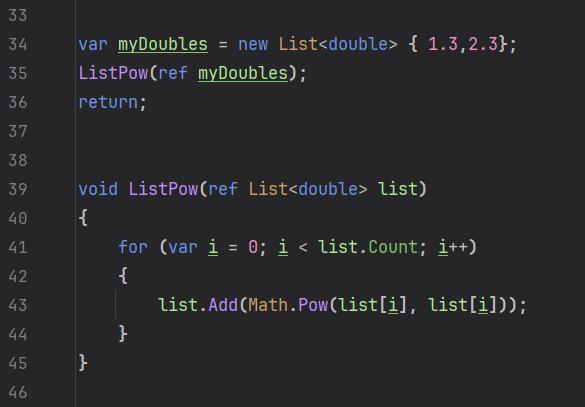 33
34 var myDoubles = new List<double> { 1.3,2.3};
35 ListPow(ref myDoubles);
36 return;
37
38
39 void ListPow(ref List<double> list)
40 {
41     for (var i = 0; i < list.Count; i++)
42     {
43         list.Add(Math.Pow(list[i], list[i]));
44     }
45 }
46